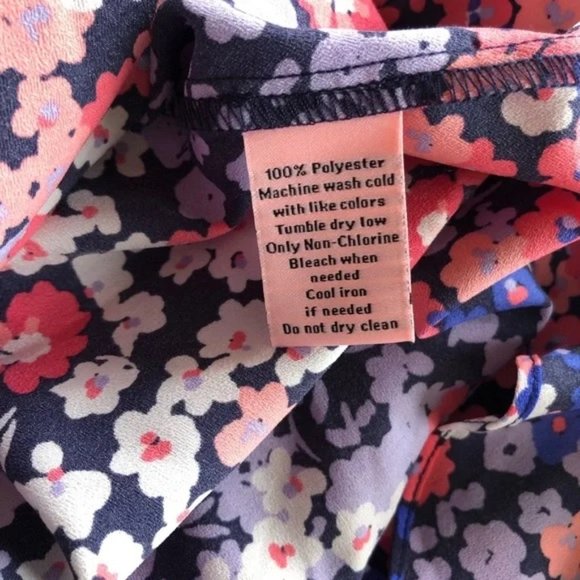 100% Polyester
Machine wash cold
with like colors
Tumble dry low
Only Non-Chlorine
Bleach when
needed
Cool iron
if needed
Do not dry clean